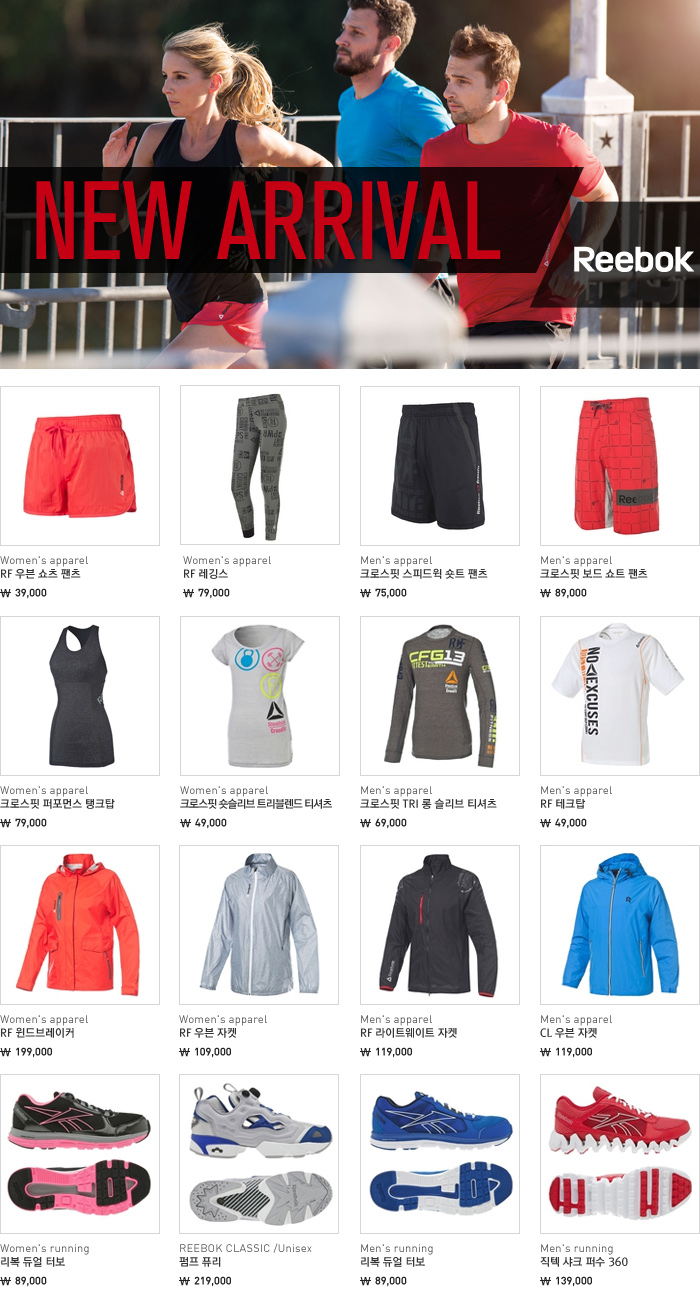 NEW ARRIVAL
Reebok
Women's apparel
RF 우븐 쇼츠 팬츠
₩ 39,000
Women's apparel
RF 레깅스
₩ 79,000
Men's apparel
크로스핏 스피드윅 숏트 팬츠
₩ 75,000
Men's apparel
크로스핏 보드 쇼트 팬츠
₩ 89,000
CFG13
NO EXCUSES
Women's apparel
크로스핏 퍼포먼스 탱크탑
₩ 79,000
Women's apparel
크로스핏 숏슬리브 트리블렌드 티셔츠
₩ 49,000
Men's apparel
크로스핏 TRI 롱 슬리브 티셔츠
₩ 69,000
Men's apparel
RF 테크탑
₩ 49,000
Women's apparel
RF 윈드브레이커
₩ 199,000
Women's apparel
RF 우븐 자켓
₩ 109,000
Men's apparel
RF 라이트웨이트 자켓
₩ 119,000
Men's apparel
CL 우븐 자켓
₩ 119,000
Women's running
리복 듀얼 터보
₩ 89,000
REEBOK CLASSIC /Unisex
펌프 퓨리
₩ 219,000
Men's running
리복 듀얼 터보
₩ 89,000
Men's running
직텍 샤크 퍼수 360
₩ 139,000